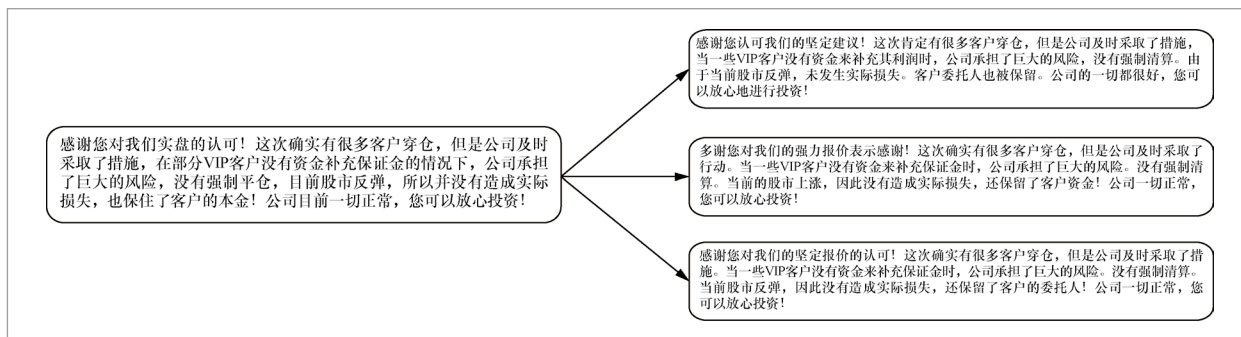 感谢您对我们实盘的认可！这次确实有很多客户穿仓，但是公司及时
采取了措施，在部分VIP客户没有资金补充保证金的情况下，公司承担
了巨大的风险，没有强制平仓，目前股市反弹，所以并没有造成实际
损失，也保住了客户的本金！公司目前一切正常，您可以放心投资！
感谢您认可我们的坚定建议！这次肯定有很多客户穿仓，但是公司及时采取了措施，
当一些VIP客户没有资金来补充其利润时，公司承担了巨大的风险，没有强制清算。由
于当前股市反弹，未发生实际损失。客户委托人也被保留。公司的一切都很好，您可
以放心地进行投资！
多谢您对我们的强力报价表示感谢！这次确实有很多客户穿仓，但是公司及时采取了
行动。当一些VIP客户没有资金来补充保证金时，公司承担了巨大的风险。没有强制清
算。当前的股市上涨，因此没有造成实际损失，还保留了客户资金！公司一切正常，
您可以放心投资！
感谢您对我们的坚定报价的认可！这次确实有很多客户穿仓，但是公司及时采取了措
施。当一些VIP客户没有资金来补充保证金时，公司承担了巨大的风险。没有强制清算。
当前股市反弹，因此没有造成实际损失，还保留了客户的委托人！公司一切正常，您
可以放心投资！